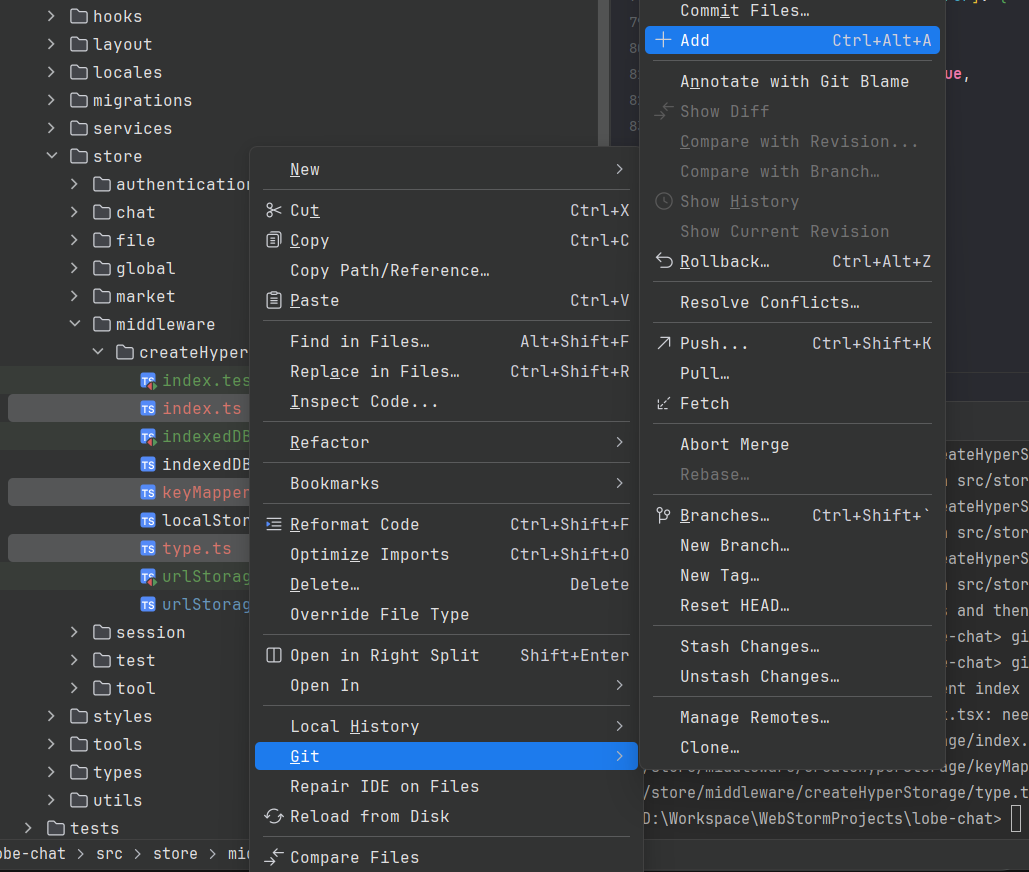 hooks
layout
locales
migrations
services
store
authentication
chat
file
global
market
middleware
createHyper
index.tes
index.ts
indexedDB
indexedDB
keyMapper
localStor
type.ts
urlStorag
urlStorag
session
test
tool
styles
tools
types
utils
tests
obe-chat > src > store > mi
New
Cut Ctrl+X
Copy Ctrl+C
Copy Path/Reference…
Paste Ctrl+V
Find in Files… Alt+Shift+F
Replace in Files… Ctrl+Shift+R
Inspect Code...
Refactor
Bookmarks
Reformat Code Ctrl+Shift+F
Optimize Imports Ctrl+Shift+O
Delete… Delete
Override File Type
Open in Right Split Shift+Enter
Open In
Local History
Git
Repair IDE on Files
Reload from Disk
Compare Files
Commit Files…
Add Ctrl+Alt+A
Annotate with Git Blame
Show Diff
Compare with Revision...
Compare with Branch…
Show History
Show Current Revision
Rollback… Ctrl+Alt+Z
Resolve Conflicts…
Push... Ctrl+Shift+K
Pull…
Fetch
Abort Merge
Rebase…
Branches… Ctrl+Shift+`
New Branch…
New Tag…
Reset HEAD…
Stash Changes…
Unstash Changes…
Manage Remotes…
Clone…
ue,
eateHyperS
src/stor
eateHyperS
src/stor
eateHyperS
src/stor
s and then
-chat> gi
-chat> gi
ent index
.tsx: nee
age/index.
/store/middleware/createHyperStorage/keyMap
/store/middleware/createHyperStorage/type.t
D:\Workspace\WebStormProjects\lobe-chat>